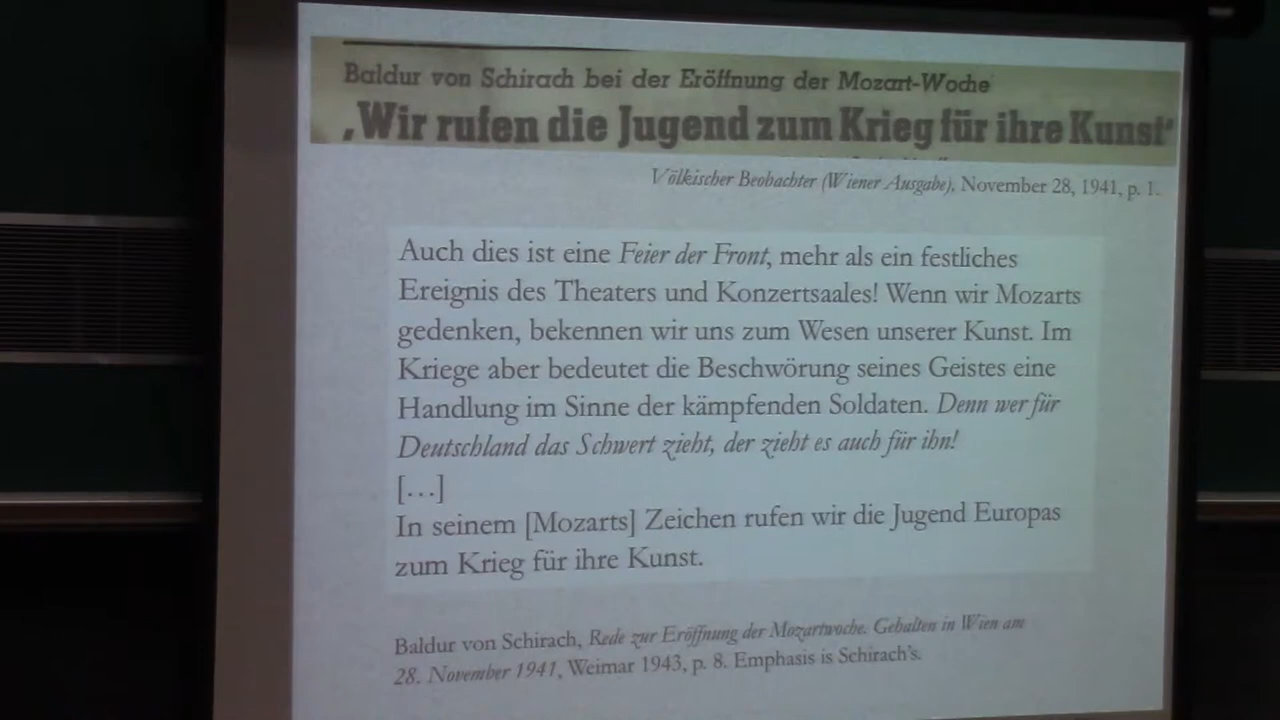 Baldur von Schirach bei der Eröffnung der Mozart-Woche
„Wir rufen die Jugend zum Krieg für ihre Kunst“
Völkischer Beobachter (Wiener Ausgabe), November 28, 1941, p. 1.
Auch dies ist eine Feier der Front, mehr als ein festliches
Ereignis des Theaters und Konzertsaales! Wenn wir Mozarts
gedenken, bekennen wir uns zum Wesen unserer Kunst. Im
Kriege aber bedeutet die Beschwörung seines Geistes eine
Handlung im Sinne der kämpfenden Soldaten. Denn wer für
Deutschland das Schwert zieht, der zieht es auch für ihn!
[…]
In seinem [Mozarts] Zeichen rufen wir die Jugend Europas
zum Krieg für ihre Kunst.
Baldur von Schirach, Rede zur Eröffnung der Mozartwoche. Gehalten in Wien am
28. November 1941, Weimar 1943, p. 8. Emphasis is Schirach's.